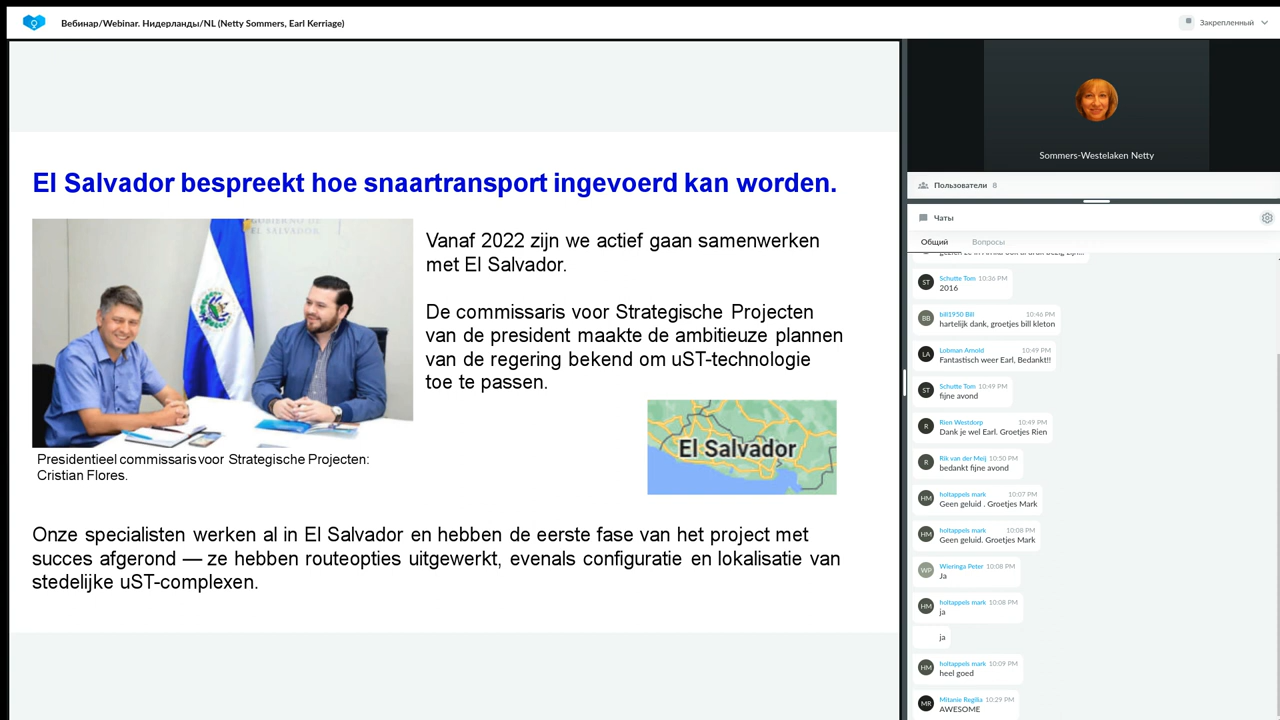 Вебинар/Webinar. Нидерланды/NL (Netty Sommers, Earl Kerriage)
Закрепленный
El Salvador bespreekt hoe snaartransport ingevoerd kan worden.
GOBIERNO DE
EL SALVADOR
Vanaf 2022 zijn we actief gaan samenwerken
met El Salvador.
De commissaris voor Strategische Projecten
van de president maakte de ambitieuze plannen
van de regering bekend om uST-technologie
toe te passen.
El Salvador
Presidentieel commissaris voor Strategische Projecten:
Cristian Flores.
Onze specialisten werken al in El Salvador en hebben de eerste fase van het project met
succes afgerond — ze hebben routeopties uitgewerkt, evenals configuratie en lokalisatie van
stedelijke uST-complexen.
Sommers-Westelaken Netty
Пользователи 8
Чаты
Общий Вопросы
ST Schutte Tom 10:36 PM
2016
BB bill1950 Bill 10:46 PM
hartelijk dank, groetjes bill kleton
LA Lobman Arnold 10:49 PM
Fantastisch weer Earl, Bedankt!!
ST Schutte Tom 10:49 PM
fijne avond
R Rien Westdorp 10:49 PM
Dank je wel Earl. Groetjes Rien
R Rik van der Meij 10:50 PM
bedankt fijne avond
HM holtappels mark 10:07 PM
Geen geluid . Groetjes Mark
HM holtappels mark 10:08 PM
Geen geluid. Groetjes Mark
WP Wieringa Peter 10:08 PM
Ja
HM holtappels mark 10:08 PM
ja
ja
HM holtappels mark 10:09 PM
heel goed
MR Mitanie Regilia 10:29 PM
AWESOME